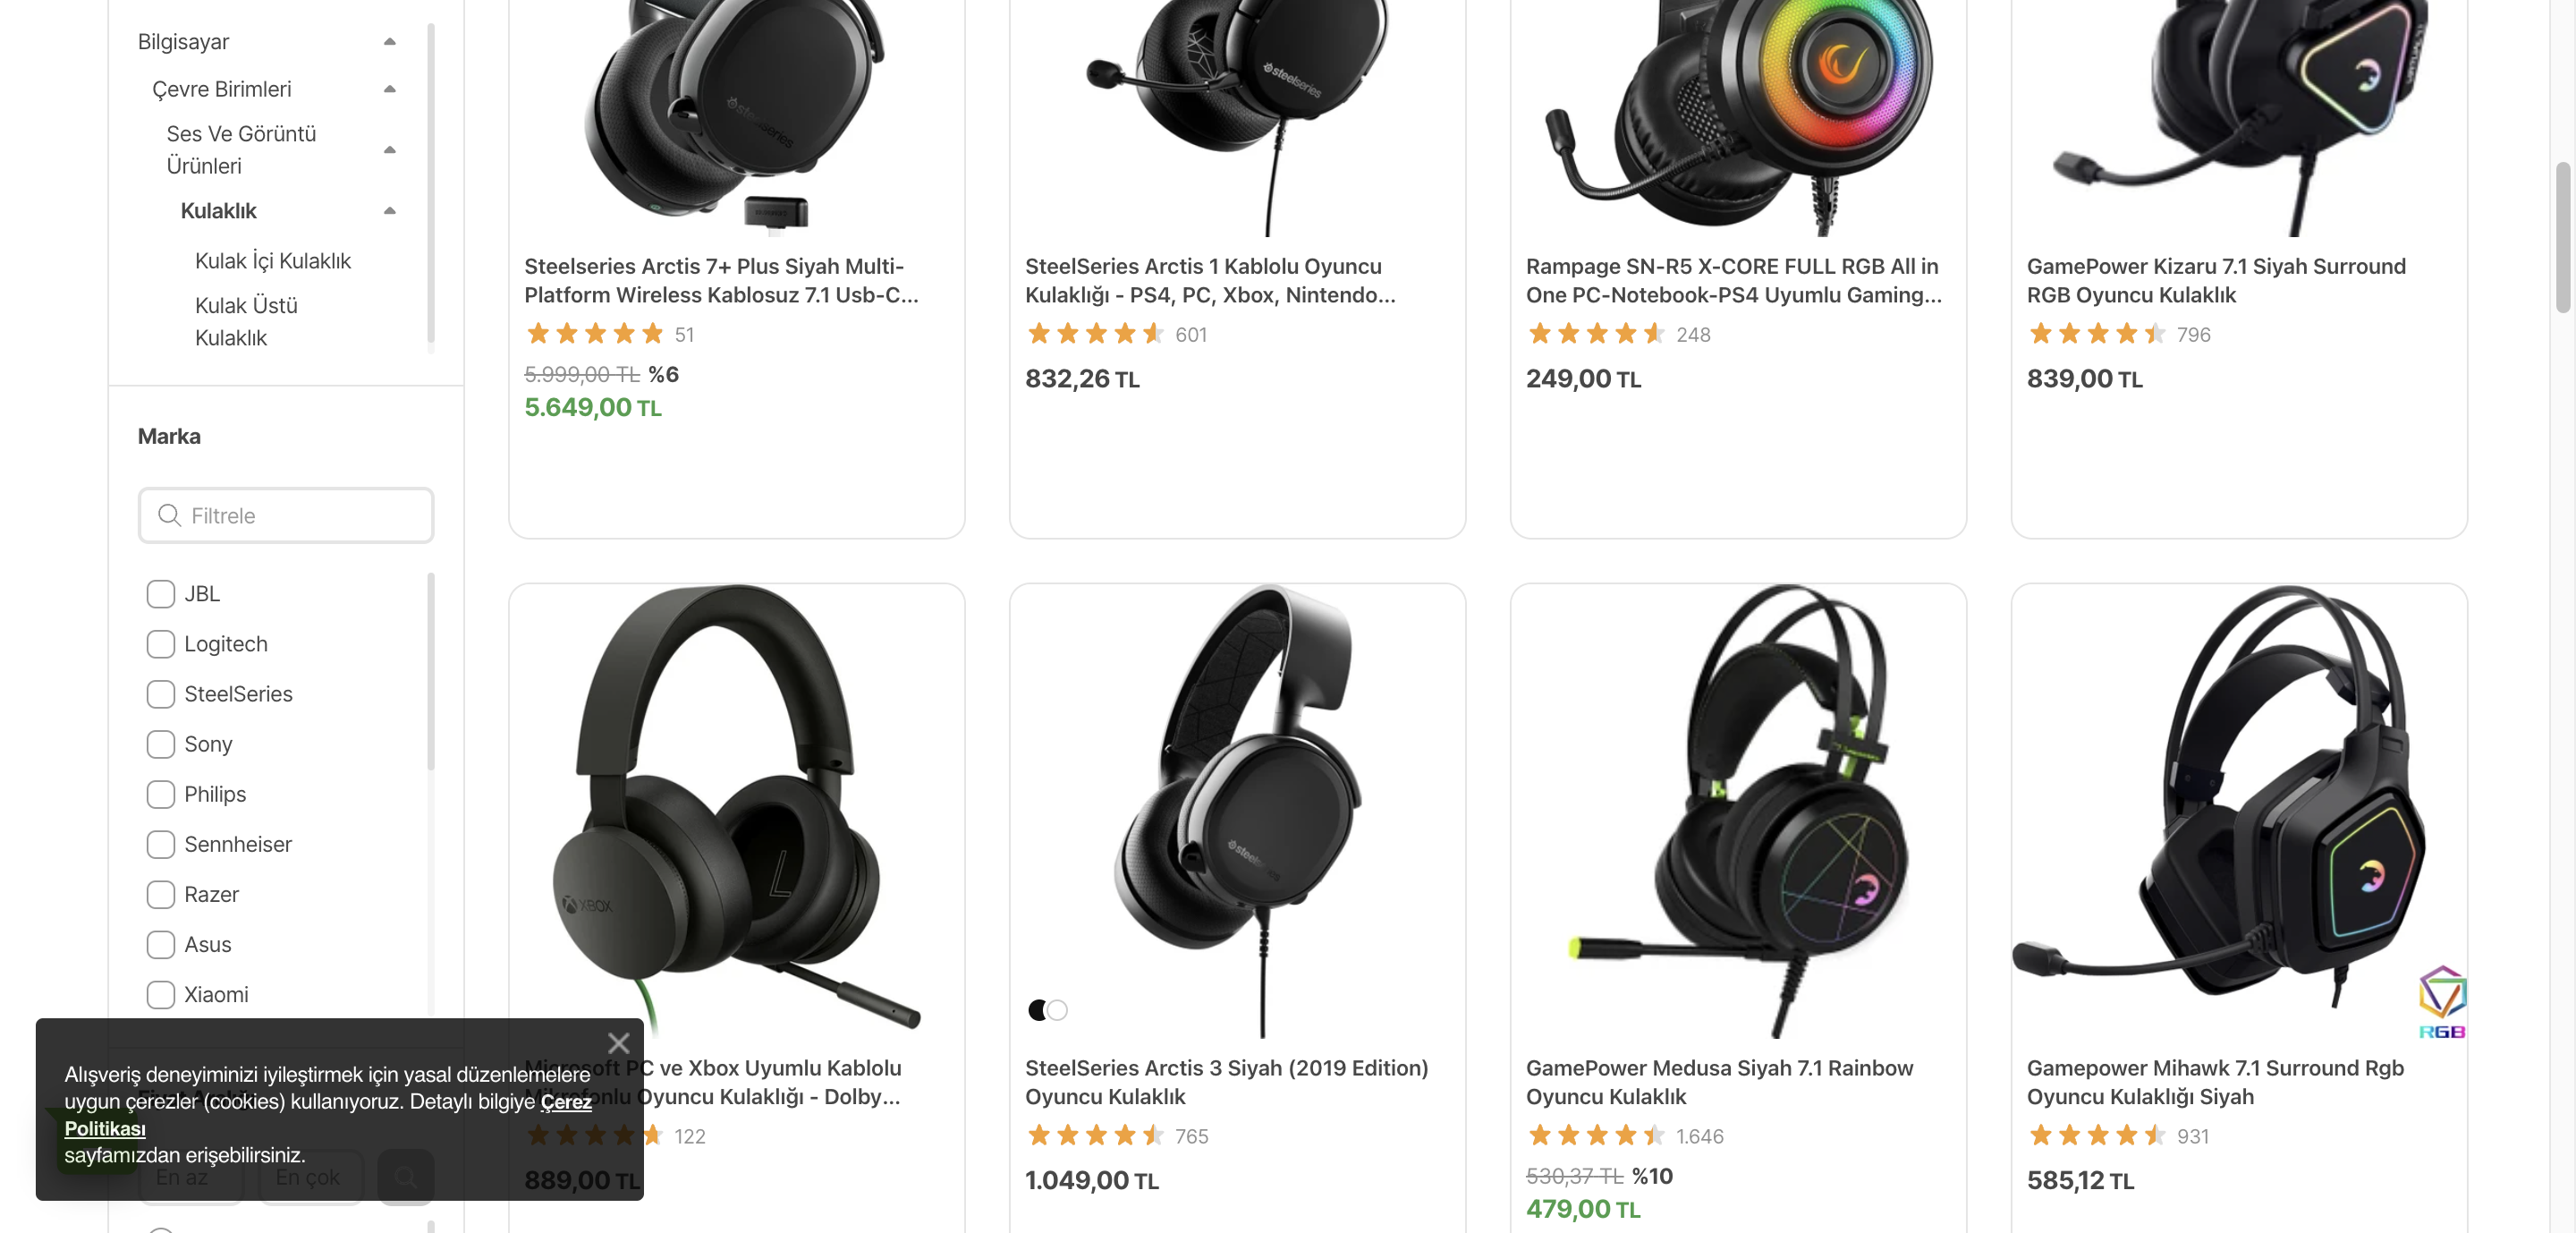 Bilgisayar
Çevre Birimleri
Ses Ve Görüntü
Ürünleri
Kulaklık
Kulak İçi Kulaklık
Kulak Üstü
Kulaklık
Marka
Filtrele
JBL
Logitech
SteelSeries
Sony
Philips
Sennheiser
Razer
Asus
Xiaomi
En az
En çok
Alışveriş deneyiminizi iyileştirmek için yasal düzenlemelere
uygun çerezler (cookies) kullanıyoruz. Detaylı bilgiye Çerez
Politikası
sayfamızdan erişebilirsiniz.
steelseries
Steelseries Arctis 7+ Plus Siyah Multi-
Platform Wireless Kablosuz 7.1 Usb-C...
51
5.999,00 TL %6
5.649,00 TL
steelseries
SteelSeries Arctis 1 Kablolu Oyuncu
Kulaklığı - PS4, PC, Xbox, Nintendo...
601
832,26 TL
Rampage SN-R5 X-CORE FULL RGB All in
One PC-Notebook-PS4 Uyumlu Gaming...
248
249,00 TL
GamePower Kizaru 7.1 Siyah Surround
RGB Oyuncu Kulaklık
796
839,00 TL
XBOX
Microsoft PC ve Xbox Uyumlu Kablolu
Mikrofonlu Oyuncu Kulaklığı - Dolby...
122
889,00 TL
steelseries
SteelSeries Arctis 3 Siyah (2019 Edition)
Oyuncu Kulaklık
765
1.049,00 TL
GamePower Medusa Siyah 7.1 Rainbow
Oyuncu Kulaklık
1.646
530,37 TL %10
479,00 TL
RGB
Gamepower Mihawk 7.1 Surround Rgb
Oyuncu Kulaklığı Siyah
931
585,12 TL